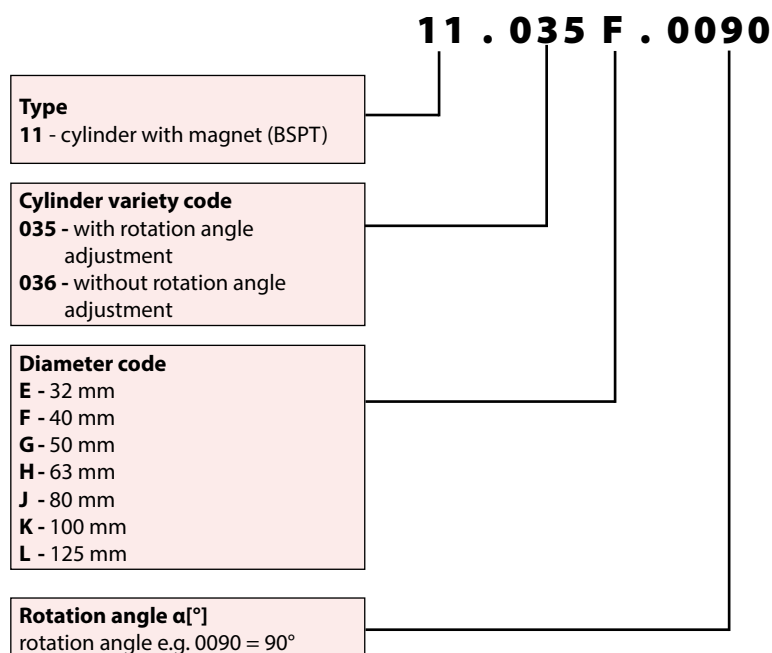 11 . 035 F . 0090
Type
11 - cylinder with magnet (BSPT)
Cylinder variety code
035 - with rotation angle
adjustment
036 - without rotation angle
adjustment
Diameter code
E - 32 mm
F - 40 mm
G - 50 mm
H - 63 mm
J - 80 mm
K - 100 mm
L - 125 mm
Rotation angle α[°]
rotation angle e.g. 0090 = 90°